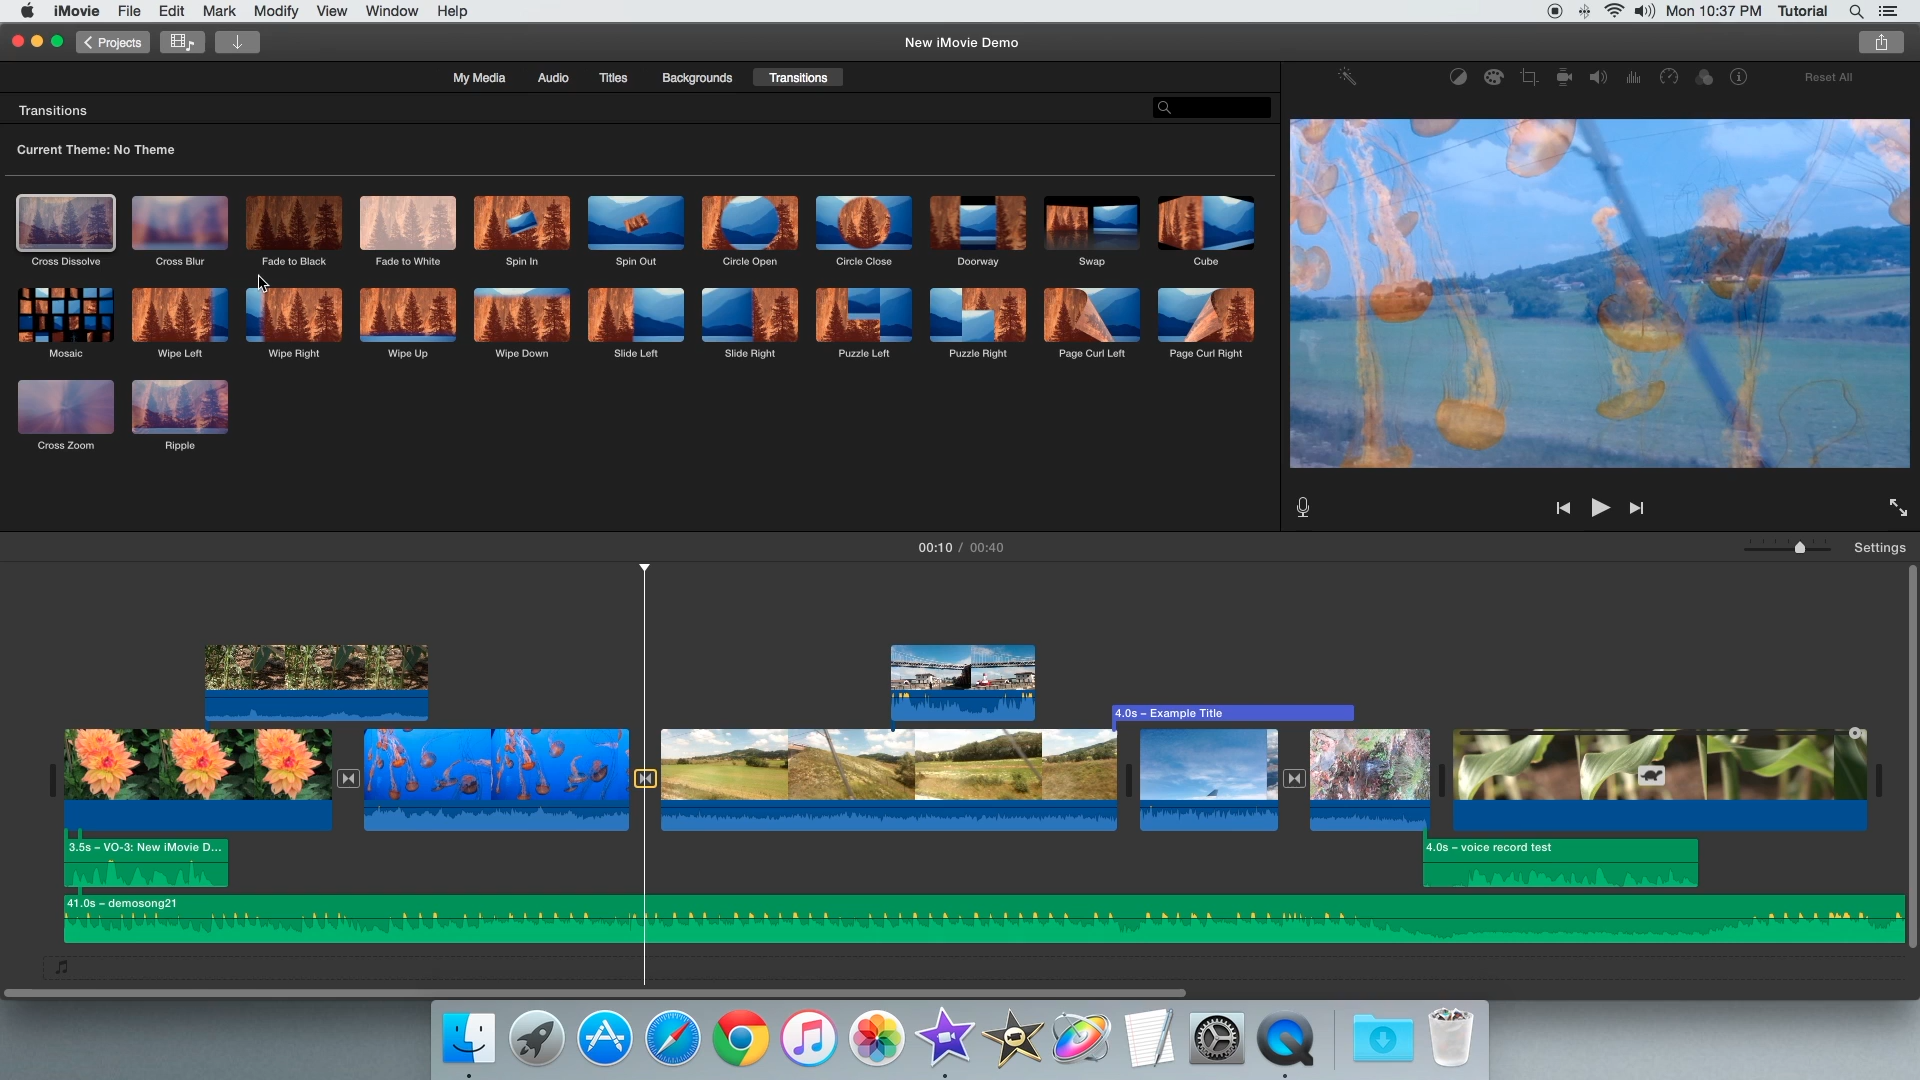 iMovie File Edit Mark Modify View Window Help Mon 10:37 PM Tutorial
Projects New iMovie Demo
My Media Audio Titles Backgrounds Transitions Reset All
Transitions
Current Theme: No Theme
Cross Dissolve Cross Blur Fade to Black Fade to White Spin In Spin Out Circle Open Circle Close Doorway Swap Cube
Mosaic Wipe Left Wipe Right Wipe Up Wipe Down Slide Left Slide Right Puzzle Left Puzzle Right Page Curl Left Page Curl Right
Cross Zoom Ripple
00:10 / 00:40 Settings
4.0s – Example Title
3.5s – VO-3: New iMovie D... 4.0s – voice record test
41.0s – demosong21